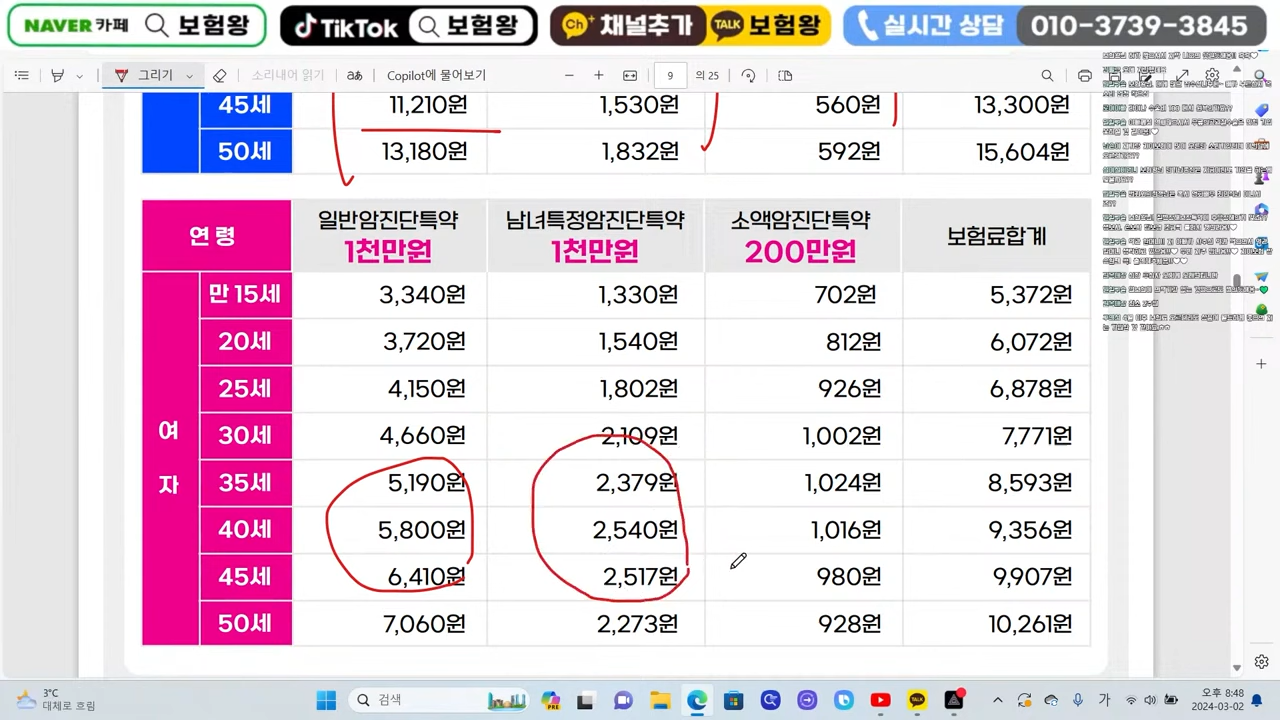 NAVER 카페 보험왕 TikTok 보험왕 Ch+ 채널추가 TALK 보험왕 실시간 상담 010-3739-3845
그리기 소리내어 읽기 aあ Copilot에 물어보기 9 의 25
45세 11,210원 1,530원 560원 13,300원
50세 13,180원 1,832원 592원 15,604원
연령 일반암진단특약 1천만원 남녀특정암진단특약 1천만원 소액암진단특약 200만원 보험료합계
여자
만 15세 3,340원 1,330원 702원 5,372원
20세 3,720원 1,540원 812원 6,072원
25세 4,150원 1,802원 926원 6,878원
30세 4,660원 2,109원 1,002원 7,771원
35세 5,190원 2,379원 1,024원 8,593원
40세 5,800원 2,540원 1,016원 9,356원
45세 6,410원 2,517원 980원 9,907원
50세 7,060원 2,273원 928원 10,261원
3°C
대체로 흐림
검색
가
오후 8:48
2024-03-02